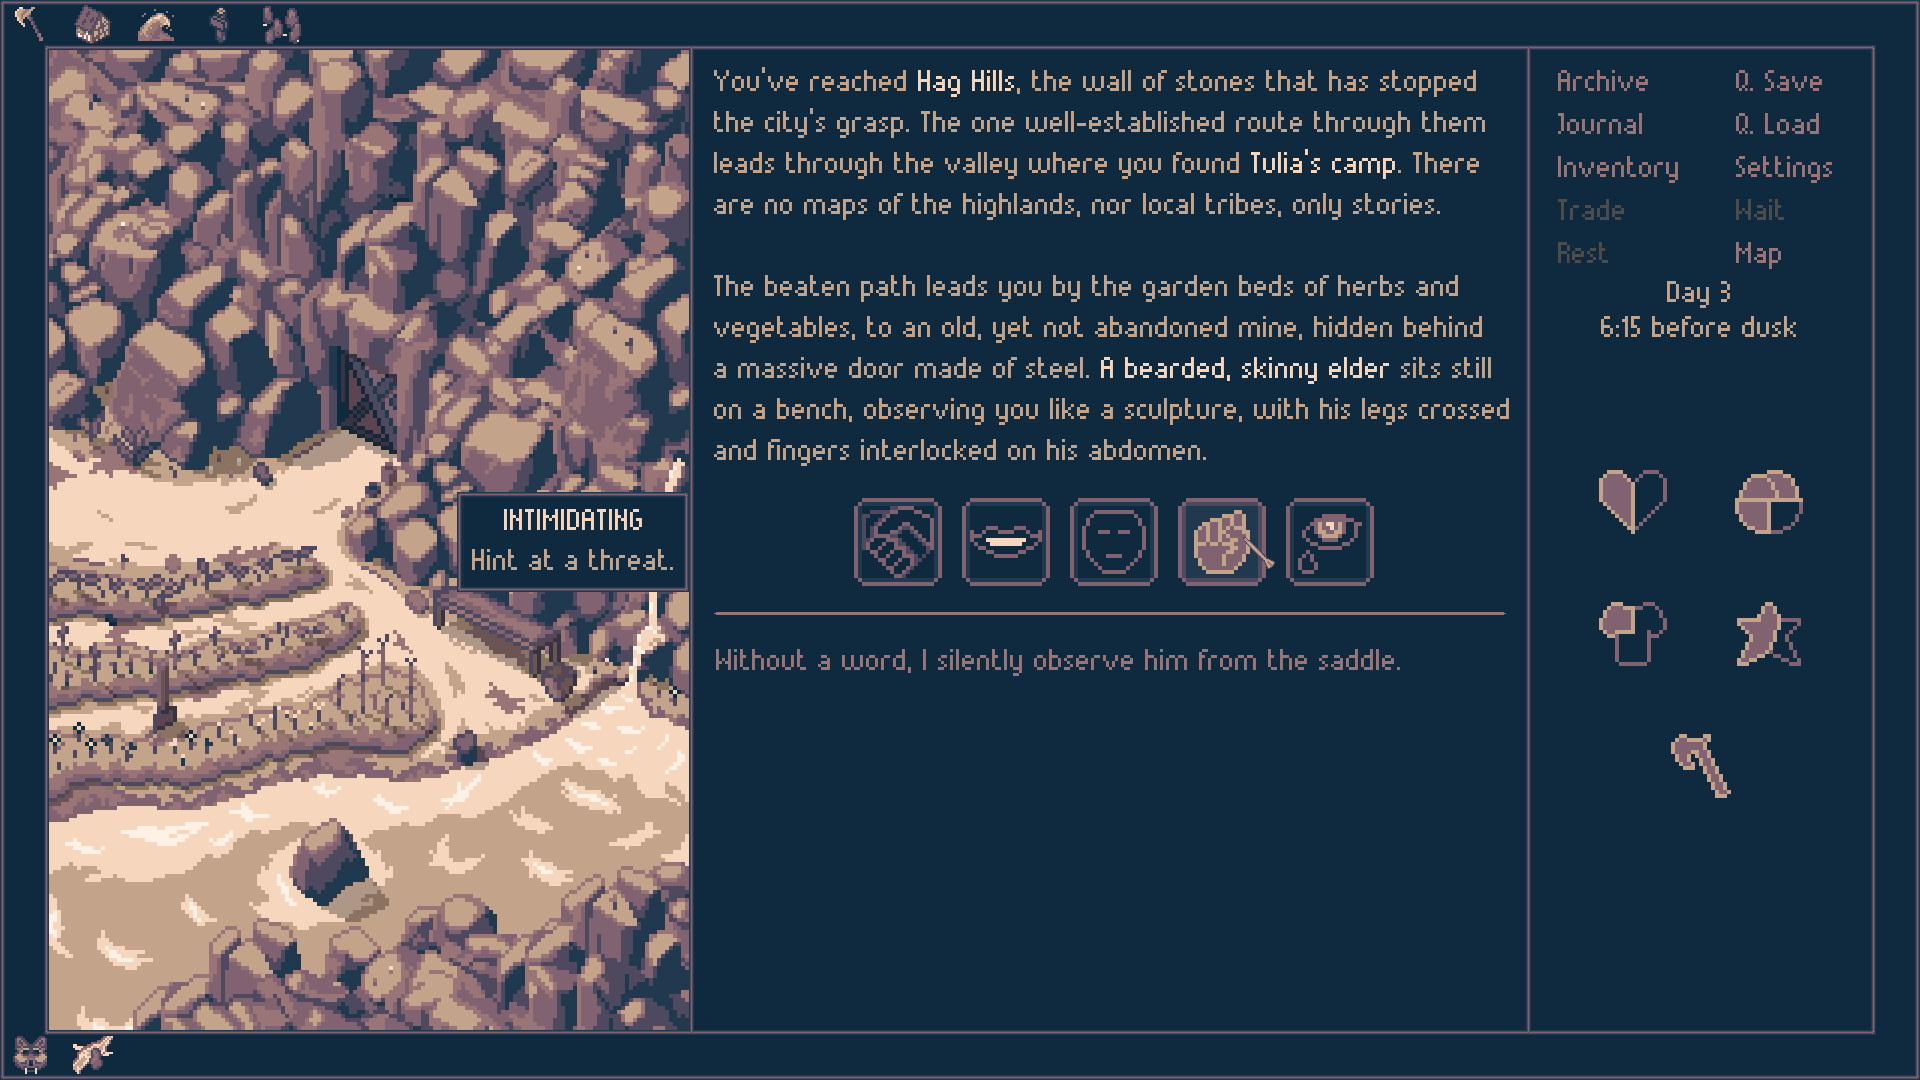 You've reached Hag Hills, the wall of stones that has stopped
the city's grasp. The one well-established route through them
leads through the valley where you found Tulia's camp. There
are no maps of the highlands, nor local tribes, only stories.
The beaten path leads you by the garden beds of herbs and
vegetables, to an old, yet not abandoned mine, hidden behind
a massive door made of steel. A bearded, skinny elder sits still
on a bench, observing you like a sculpture, with his legs crossed
and fingers interlocked on his abdomen.
INTIMIDATING
Hint at a threat.
Without a word, I silently observe him from the saddle.
Archive Q. Save
Journal Q. Load
Inventory Settings
Trade Wait
Rest Map
Day 3
6:15 before dusk